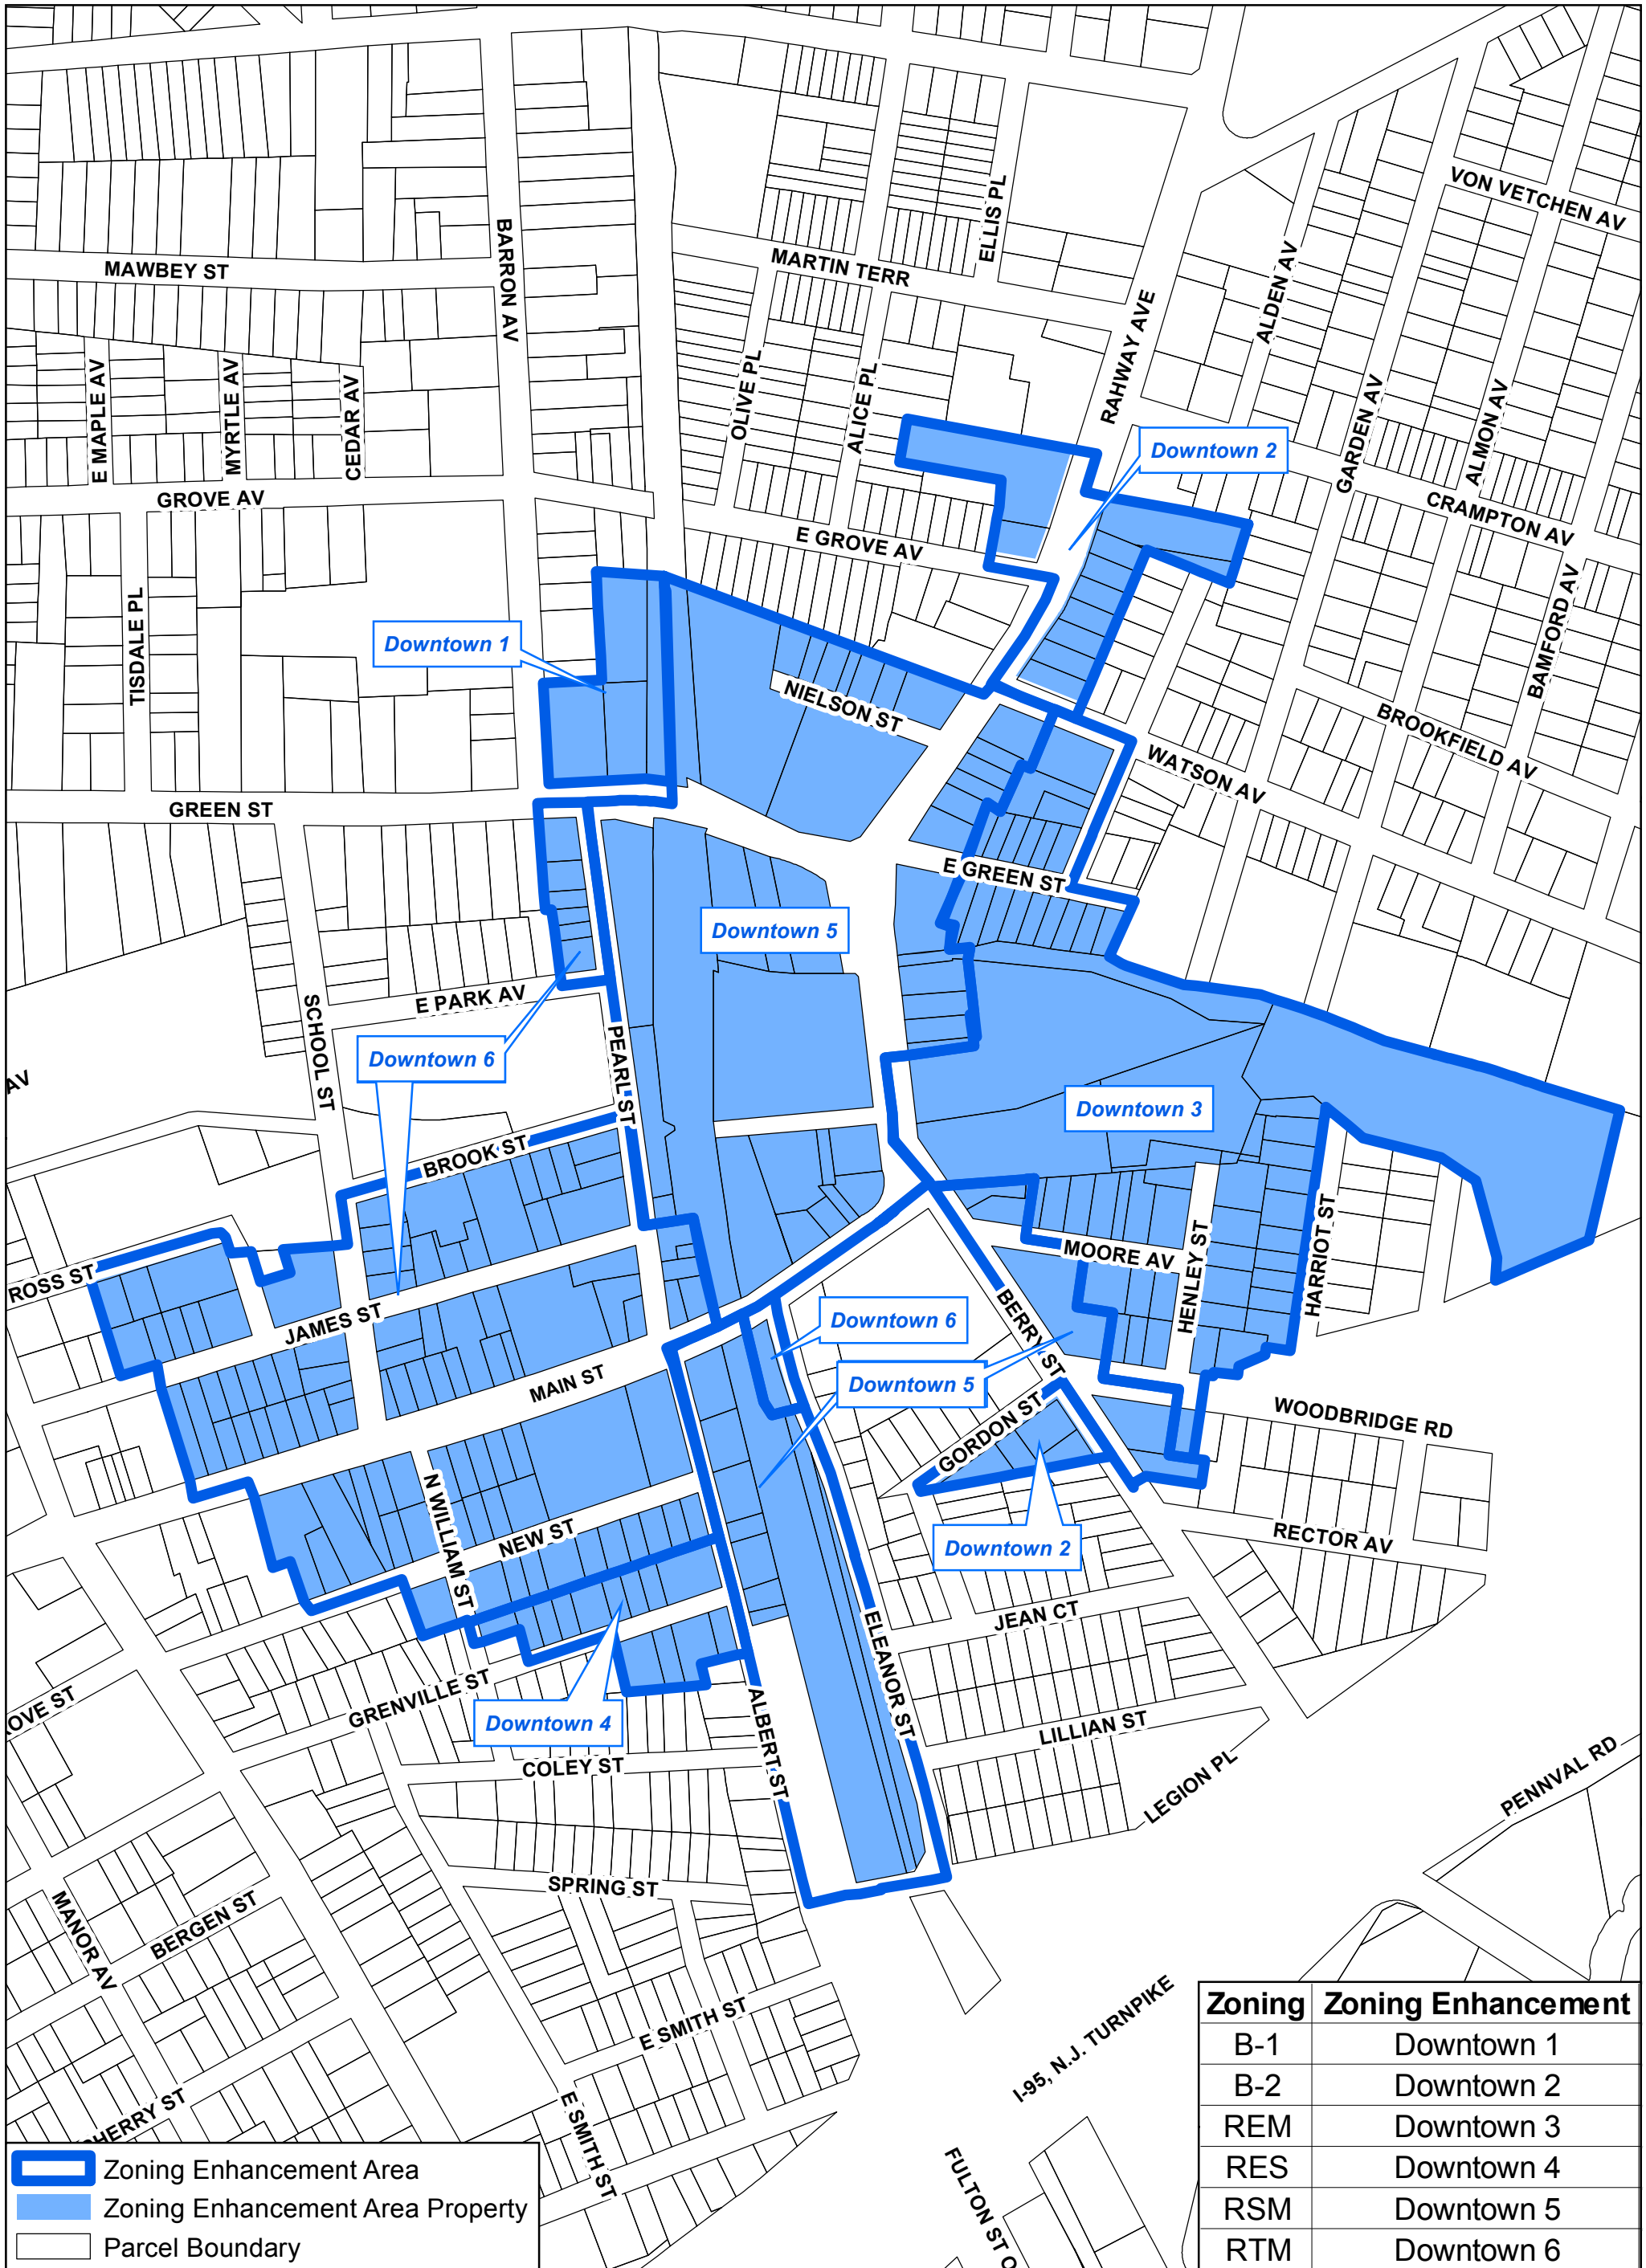 VON VETCHEN AV
ELLIS PL
BARRON AV
MAWBEY ST
MARTIN TERR
ALDEN AV
RAHWAY AVE
E MAPLE AV
MYRTLE AV
CEDAR AV
OLIVE PL
ALICE PL
GARDEN AV
ALMON AV
Downtown 2
GROVE AV
CRAMPTON AV
E GROVE AV
TISDALE PL
BAMFORD AV
Downtown 1
NIELSON ST
BROOKFIELD AV
WATSON AV
GREEN ST
E GREEN ST
Downtown 5
E PARK AV
SCHOOL ST
PEARL ST
Downtown 6
AV
Downtown 3
BROOK ST
ROSS ST
MOORE AV
HENLEY ST
HARRIOT ST
JAMES ST
BERRY ST
Downtown 6
MAIN ST
Downtown 5
GORDON ST
WOODBRIDGE RD
N WILLIAM ST
NEW ST
Downtown 2
RECTOR AV
JEAN CT
ELEANOR ST
GRENVILLE ST
OVE ST
Downtown 4
ALBERT ST
LILLIAN ST
COLEY ST
LEGION PL
PENNVAL RD
SPRING ST
MANOR AV
BERGEN ST
I-95, N.J. TURNPIKE
E SMITH ST
HERRY ST
E SMITH ST
FULTON ST C
Zoning Enhancement Area
Zoning Enhancement Area Property
Parcel Boundary
Zoning Zoning Enhancement
B-1 Downtown 1
B-2 Downtown 2
REM Downtown 3
RES Downtown 4
RSM Downtown 5
RTM Downtown 6